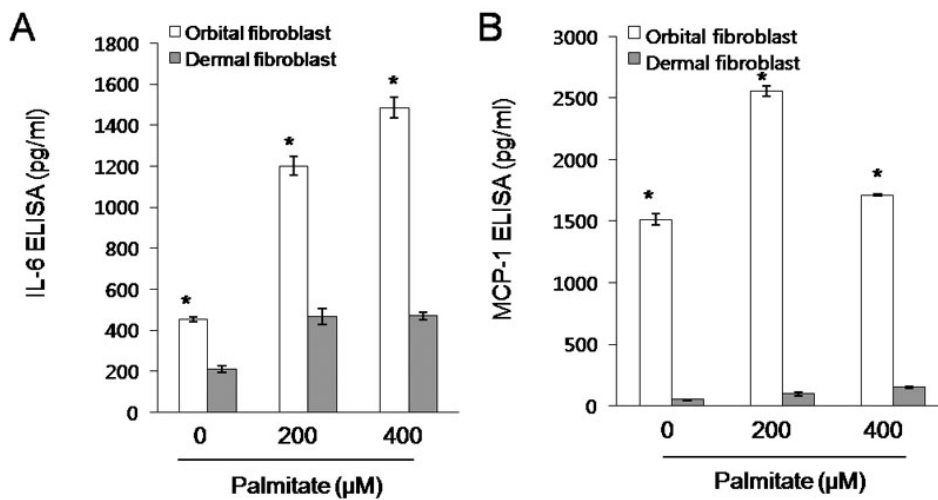 A
IL-6 ELISA (pg/ml)
1800
1600
1400
1200
1000
800
600
400
200
0
Orbital fibroblast
Dermal fibroblast
*
*
*
0 200 400
Palmitate (µM)
B
MCP-1 ELISA (pg/ml)
3000
2500
2000
1500
1000
500
0
Orbital fibroblast
Dermal fibroblast
*
*
*
0 200 400
Palmitate (µM)